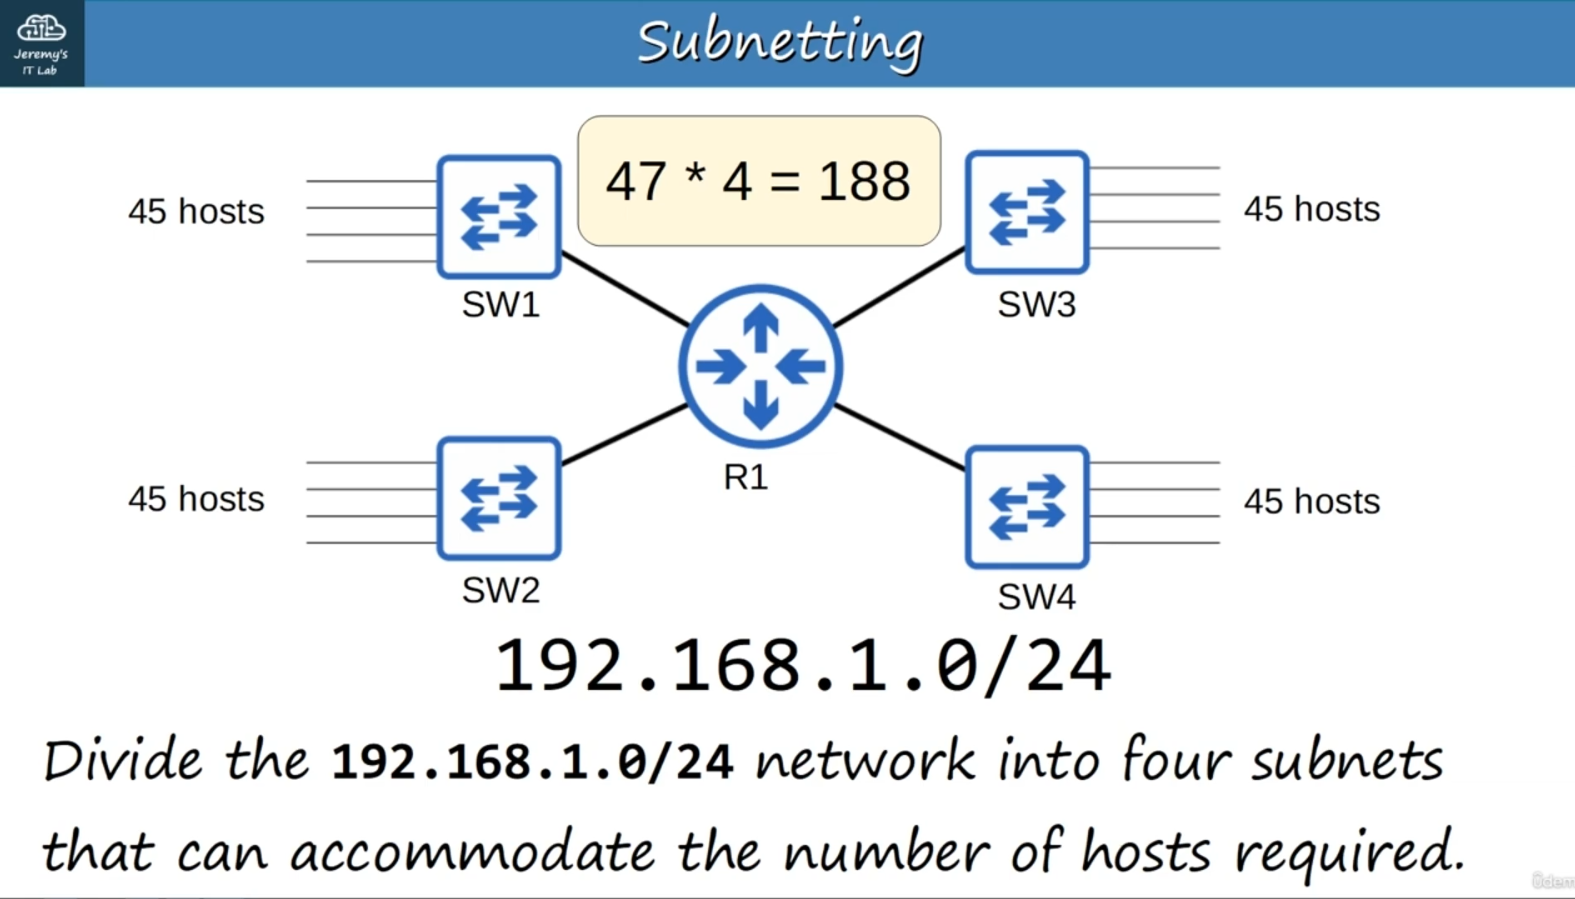 Jeremy's
IT Lab
Subnetting
47 * 4 = 188
45 hosts
SW1
45 hosts
SW3
R1
45 hosts
SW2
45 hosts
SW4
192.168.1.0/24
Divide the 192.168.1.0/24 network into four subnets
that can accommodate the number of hosts required.